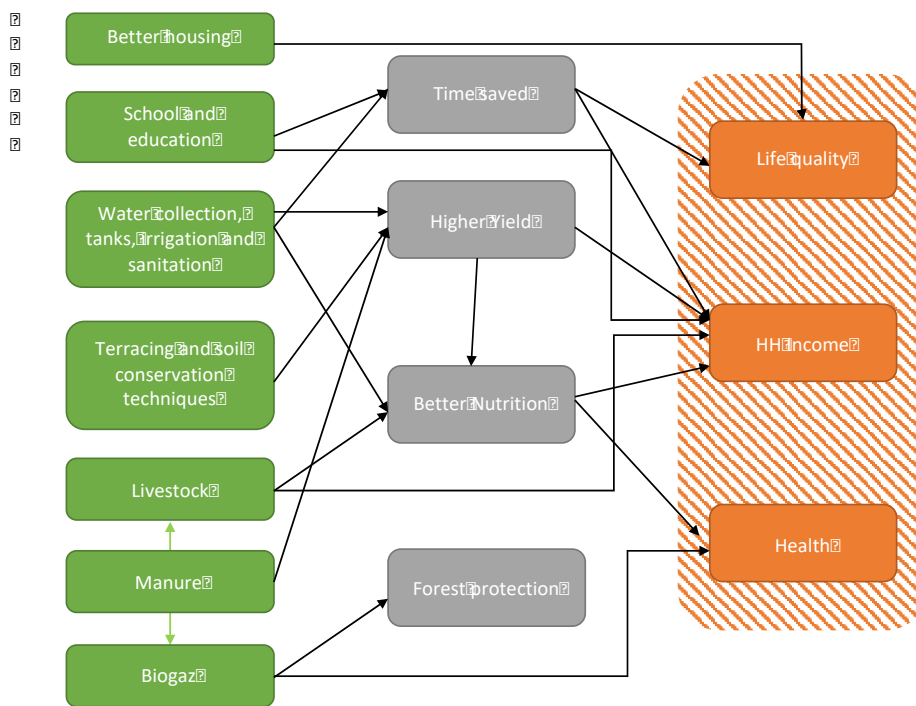 Better housing
School and
education
Water collection,
tanks, irrigation and
sanitation
Terracing and soil
conservation
techniques
Livestock
Manure
Biogaz
Time saved
Higher Yield
Better Nutrition
Forest protection
Life quality
HH Income
Health